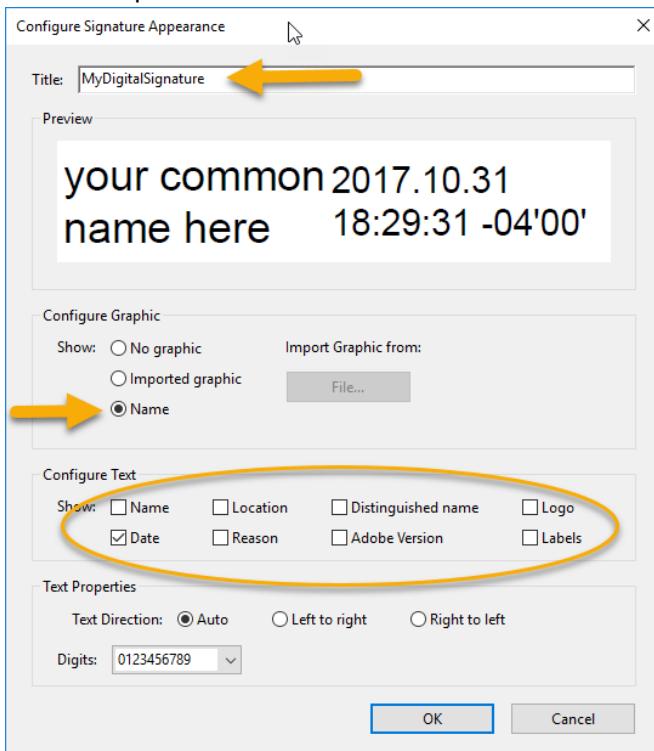 Configure Signature Appearance
Title: MyDigitalSignature
Preview
your common
name here
2017.10.31
18:29:31 -04'00'
Configure Graphic
Show: No graphic
Imported graphic
Name
Import Graphic from:
File...
Configure Text
Show: Name Location Distinguished name Logo
Date Reason Adobe Version Labels
Text Properties
Text Direction: Auto Left to right Right to left
Digits: 0123456789
OK Cancel